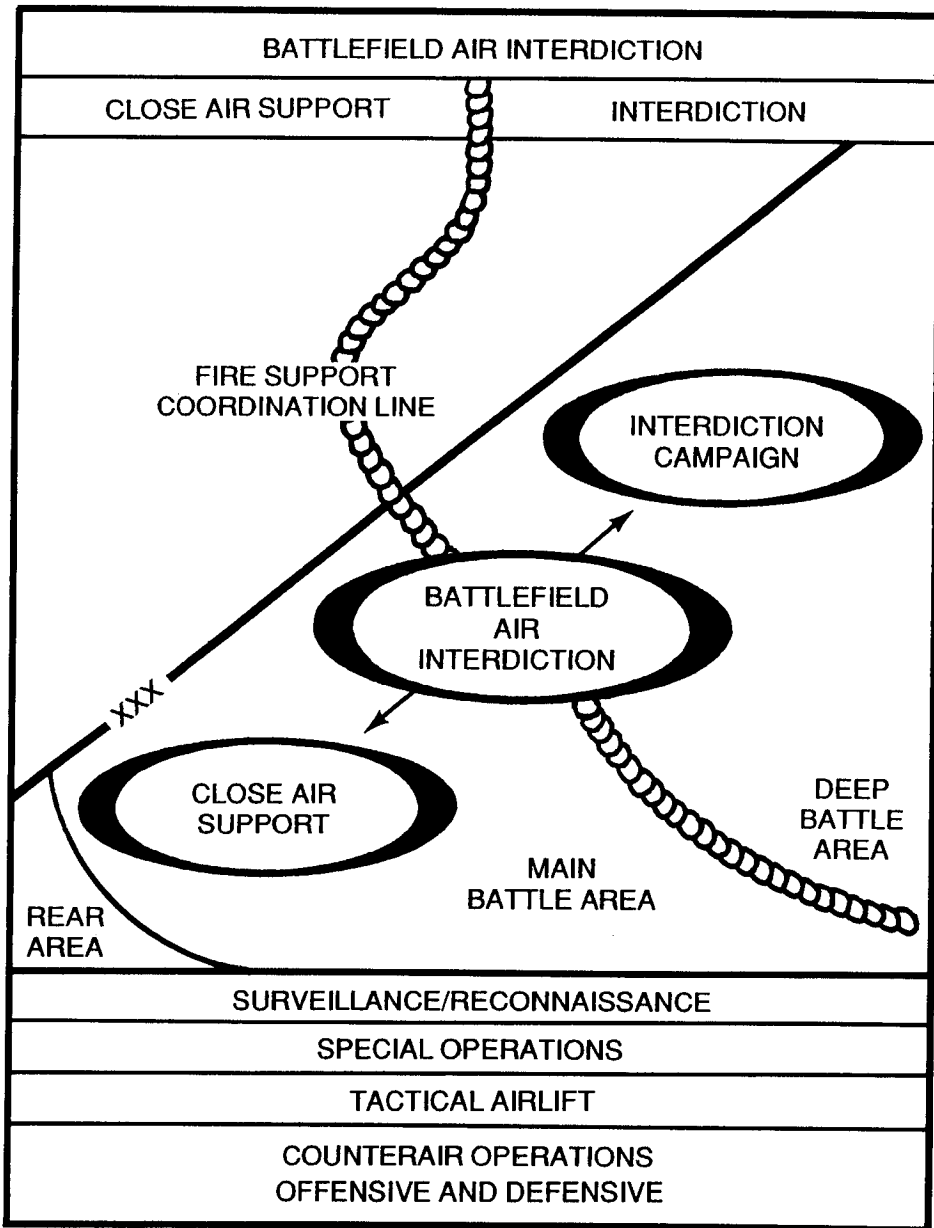 BATTLEFIELD AIR INTERDICTION
CLOSE AIR SUPPORT
INTERDICTION
FIRE SUPPORT
COORDINATION LINE
INTERDICTION
CAMPAIGN
BATTLEFIELD
AIR
INTERDICTION
XXX
CLOSE AIR
SUPPORT
DEEP
BATTLE
AREA
MAIN
BATTLE AREA
REAR
AREA
SURVEILLANCE/RECONNAISSANCE
SPECIAL OPERATIONS
TACTICAL AIRLIFT
COUNTERAIR OPERATIONS
OFFENSIVE AND DEFENSIVE